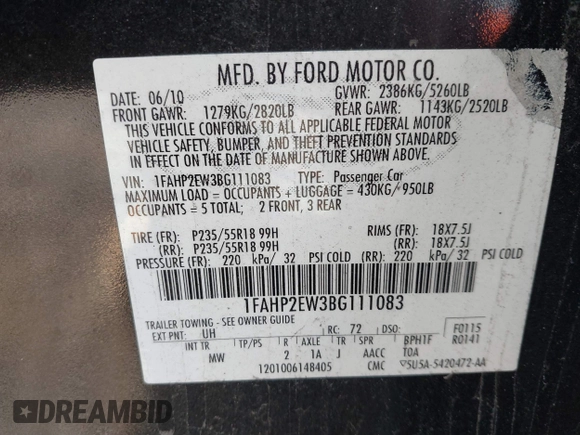 MFD. BY FORD MOTOR CO.
DATE: 06/10 GVWR: 2386KG/5260LB
FRONT GAWR: 1279KG/2820LB REAR GAWR: 1143KG/2520LB
THIS VEHICLE CONFORMS TO ALL APPLICABLE FEDERAL MOTOR
VEHICLE SAFETY, BUMPER, AND THEFT PREVENTION STANDARDS
IN EFFECT ON THE DATE OF MANUFACTURE SHOWN ABOVE.
VIN: 1FAHP2EW3BG111083 TYPE: Passenger Car
MAXIMUM LOAD = OCCUPANTS + LUGGAGE = 430KG/950LB
OCCUPANTS = 5 TOTAL: 2 FRONT, 3 REAR
TIRE (FR): P235/55R18 99H RIMS (FR): 18X7.5J
(RR): P235/55R18 99H (RR): 18X7.5J
PRESSURE (FR): 220 kPa/ 32 PSI COLD (RR): 220 kPa/ 32 PSI COLD
1FAHP2EW3BG111083
TRAILER TOWING - SEE OWNER GUIDE
EXT PNT: UH RC: 72 DSO: F0115
R0141
INT TR TP/PS R AXLE TR SPR BPH1F
MW 2 1A J AACC TOA
1201006148405 CMC 5U5A-5420472-AA
DREAMBID